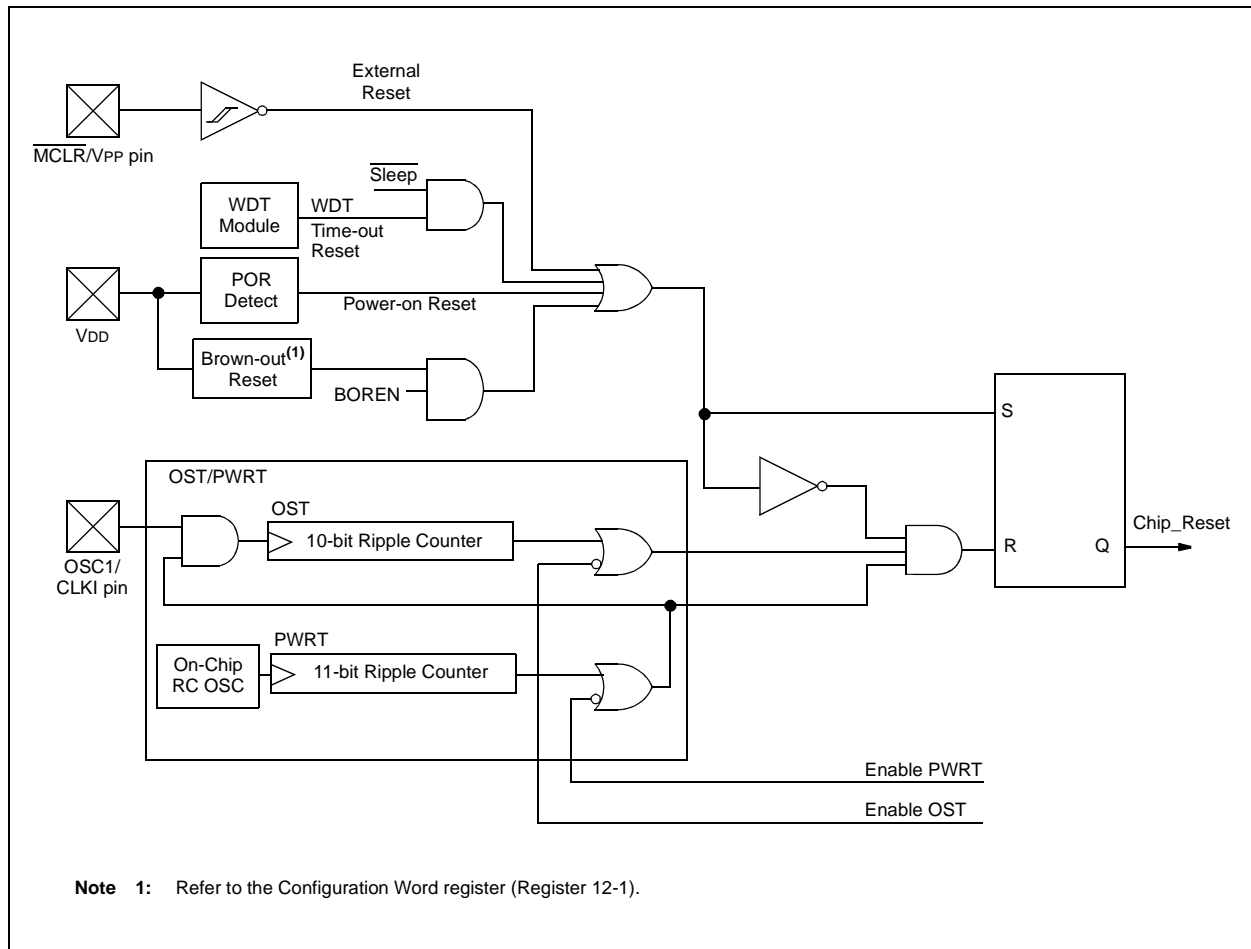 External
Reset
MCLR/VPP pin
Sleep
WDT
Module
WDT
Time-out
Reset
POR
Detect
Power-on Reset
VDD
Brown-out(1)
Reset
BOREN
S
OST/PWRT
OST
10-bit Ripple Counter
OSC1/
CLKI pin
Chip_Reset
R
Q
PWRT
On-Chip
RC OSC
11-bit Ripple Counter
Enable PWRT
Enable OST
Note 1: Refer to the Configuration Word register (Register 12-1).